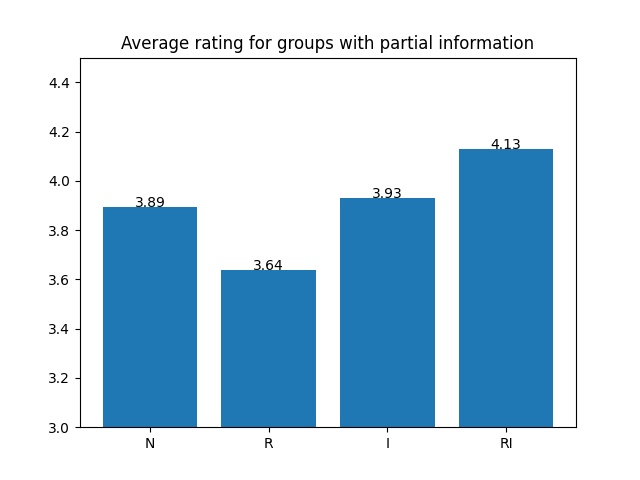 Average rating for groups with partial information
4.4
4.2
4.0
3.8
3.6
3.4
3.2
3.0
3.89
3.64
3.93
4.13
N
R
I
RI